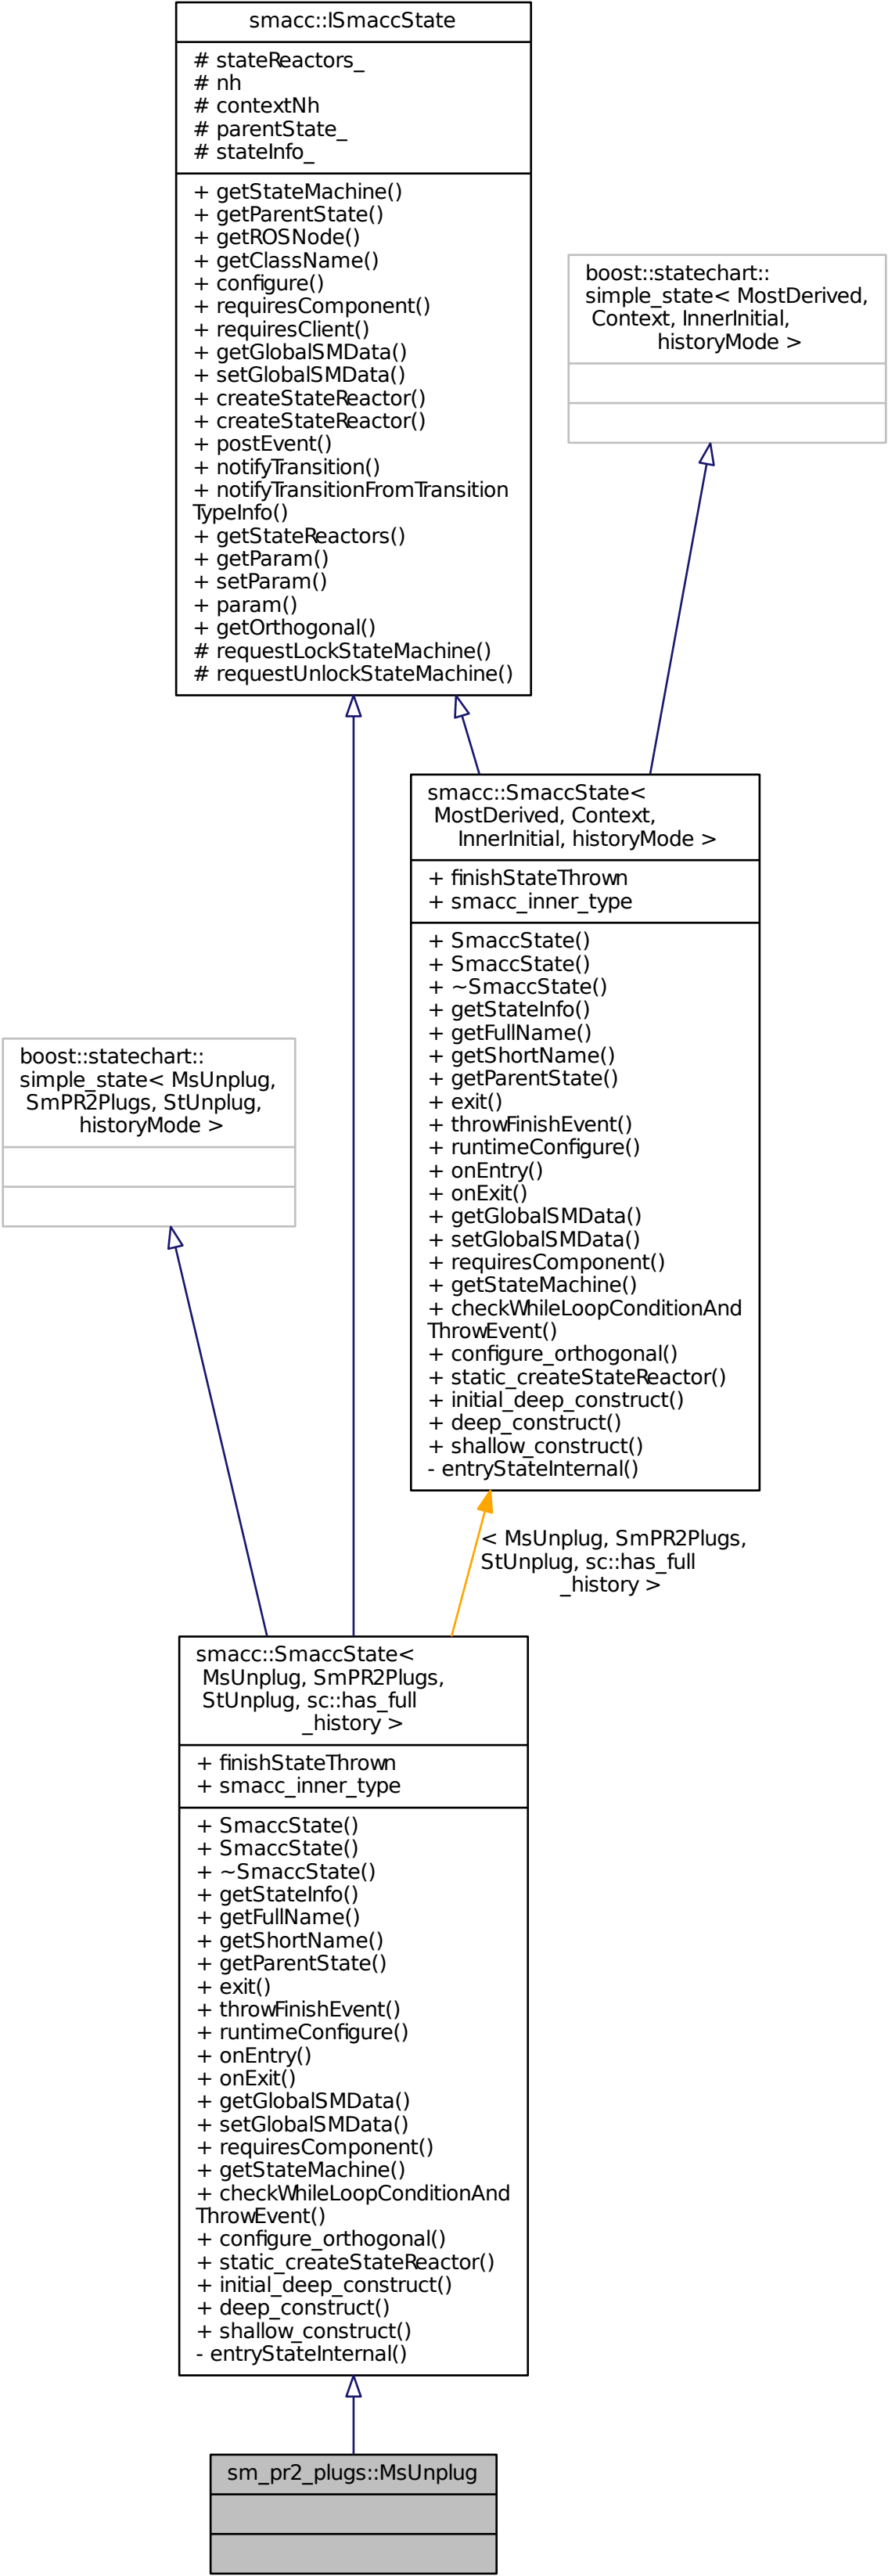 smacc::ISmaccState
# stateReactors_
# nh
# contextNh
# parentState_
# stateInfo_
+ getStateMachine()
+ getParentState()
+ getROSNode()
+ getClassName()
+ configure()
+ requiresComponent()
+ requiresClient()
+ getGlobalSMData()
+ setGlobalSMData()
+ createStateReactor()
+ createStateReactor()
+ postEvent()
+ notifyTransition()
+ notifyTransitionFromTransition
TypeInfo()
+ getStateReactors()
+ getParam()
+ setParam()
+ param()
+ getOrthogonal()
# requestLockStateMachine()
# requestUnlockStateMachine()
boost::statechart::
simple_state< MostDerived,
Context, InnerInitial,
historyMode >
smacc::SmaccState<
MostDerived, Context,
InnerInitial, historyMode >
+ finishStateThrown
+ smacc_inner_type
+ SmaccState()
+ SmaccState()
+ ~SmaccState()
+ getStateInfo()
+ getFullName()
+ getShortName()
+ getParentState()
+ exit()
+ throwFinishEvent()
+ runtimeConfigure()
+ onEntry()
+ onExit()
+ getGlobalSMData()
+ setGlobalSMData()
+ requiresComponent()
+ getStateMachine()
+ checkWhileLoopConditionAnd
ThrowEvent()
+ configure_orthogonal()
+ static_createStateReactor()
+ initial_deep_construct()
+ deep_construct()
+ shallow_construct()
- entryStateInternal()
boost::statechart::
simple_state< MsUnplug,
SmPR2Plugs, StUnplug,
historyMode >
< MsUnplug, SmPR2Plugs,
StUnplug, sc::has_full
_history >
smacc::SmaccState<
MsUnplug, SmPR2Plugs,
StUnplug, sc::has_full
_history >
+ finishStateThrown
+ smacc_inner_type
+ SmaccState()
+ SmaccState()
+ ~SmaccState()
+ getStateInfo()
+ getFullName()
+ getShortName()
+ getParentState()
+ exit()
+ throwFinishEvent()
+ runtimeConfigure()
+ onEntry()
+ onExit()
+ getGlobalSMData()
+ setGlobalSMData()
+ requiresComponent()
+ getStateMachine()
+ checkWhileLoopConditionAnd
ThrowEvent()
+ configure_orthogonal()
+ static_createStateReactor()
+ initial_deep_construct()
+ deep_construct()
+ shallow_construct()
- entryStateInternal()
sm_pr2_plugs::MsUnplug